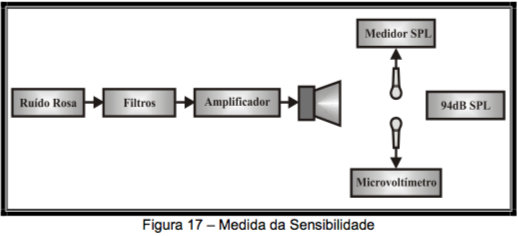 Medidor SPL
Ruído Rosa
Filtros
Amplificador
94dB SPL
Microvoltímetro
Figura 17 – Medida da Sensibilidade